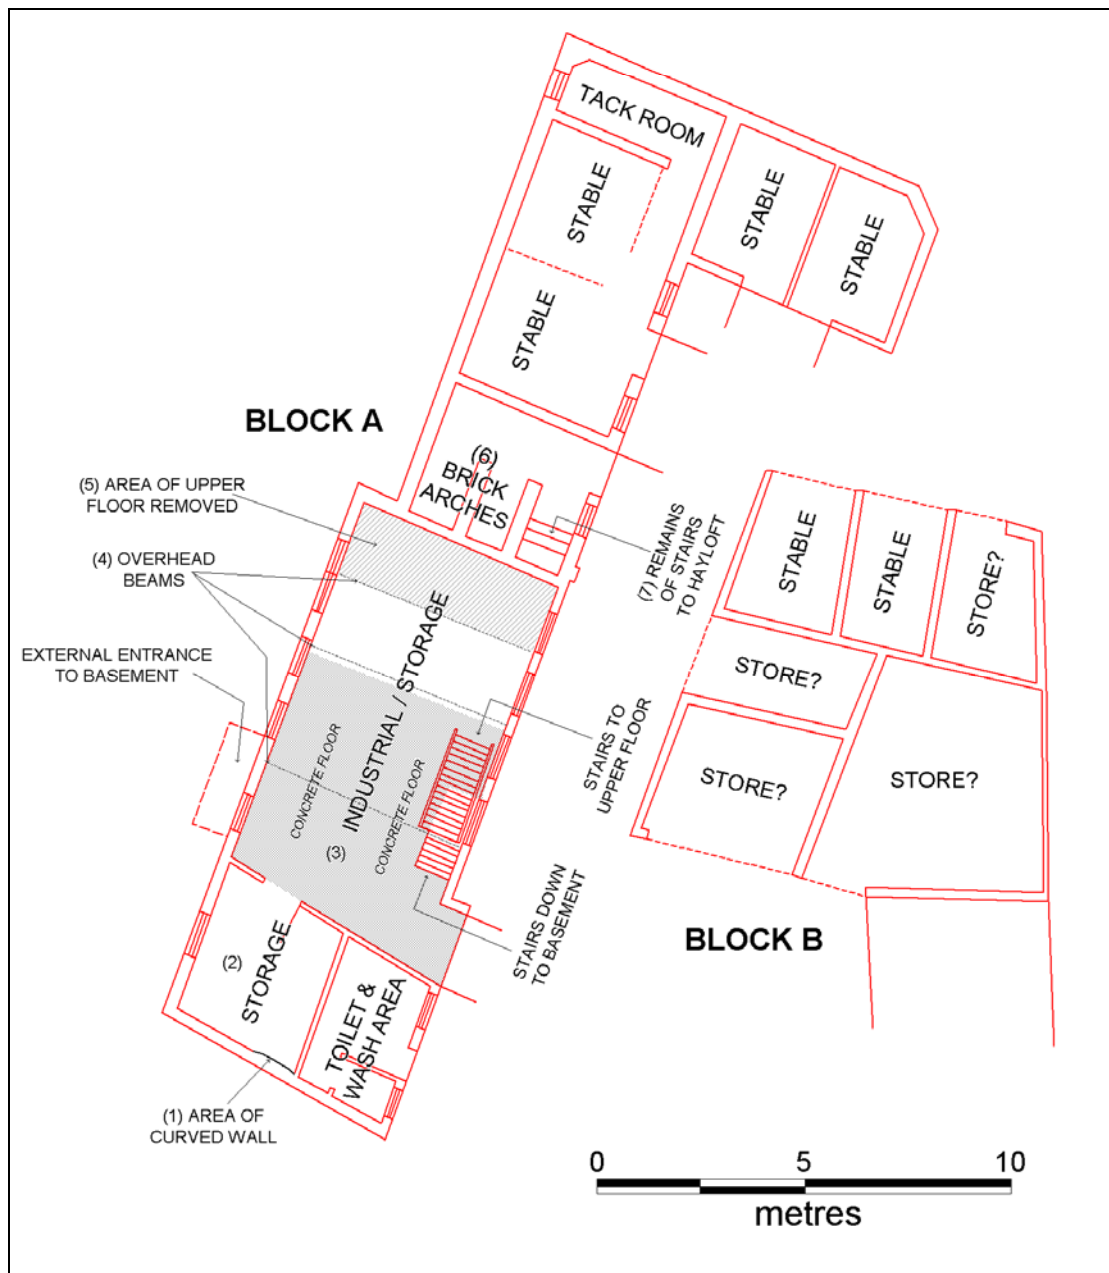 TACK ROOM
STABLE
STABLE
STABLE
STABLE
BLOCK A
(5) AREA OF UPPER
FLOOR REMOVED
(4) OVERHEAD
BEAMS
EXTERNAL ENTRANCE
TO BASEMENT
(6)
BRICK
ARCHES
(7) REMAINS
OF STAIRS
TO HAYLOFT
INDUSTRIAL / STORAGE
CONCRETE FLOOR
CONCRETE FLOOR
(3)
STAIRS TO
UPPER FLOOR
STAIRS DOWN
TO BASEMENT
(2)
STORAGE
TOILET &
WASH AREA
(1) AREA OF
CURVED WALL
STABLE
STABLE
STORE?
STORE?
STORE?
STORE?
BLOCK B
0 5 10
metres